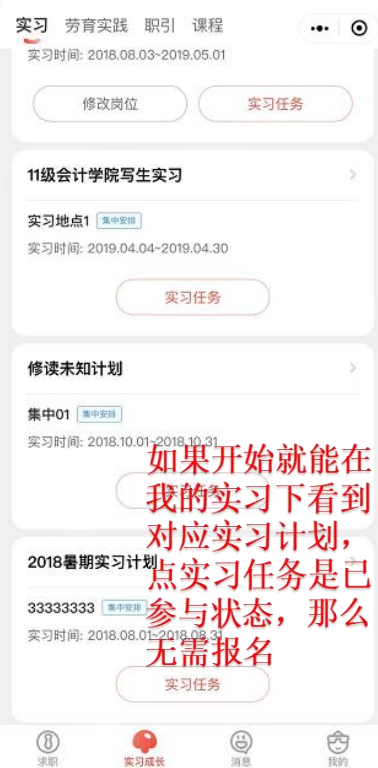 实习 劳育实践 职引 课程
实习时间: 2018.08.03~2019.05.01
修改岗位 实习任务
11级会计学院写生实习
实习地点1 集中安排
实习时间: 2019.04.04~2019.04.30
实习任务
修读未知计划
集中01 集中安排
实习时间: 2018.10.01~2018.10.31
实习任务
如果开始就能在
我的实习下看到
对应实习计划,
点实习任务是已
参与状态, 那么
无需报名
2018暑期实习计划
33333333 集中安排
实习时间: 2018.08.01~2018.08.31
实习任务
求职 实习成长 消息 我的